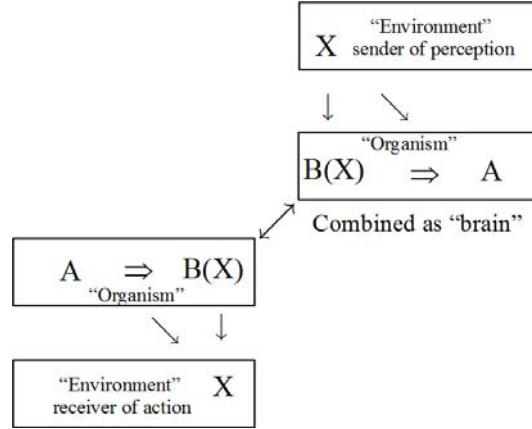 “Environment”
X sender of perception
↓ ↘
“Organism”
B(X) ⇒ A
Combined as “brain”
A ⇒ B(X)
“Organism”
↘ ↓
“Environment” X
receiver of action